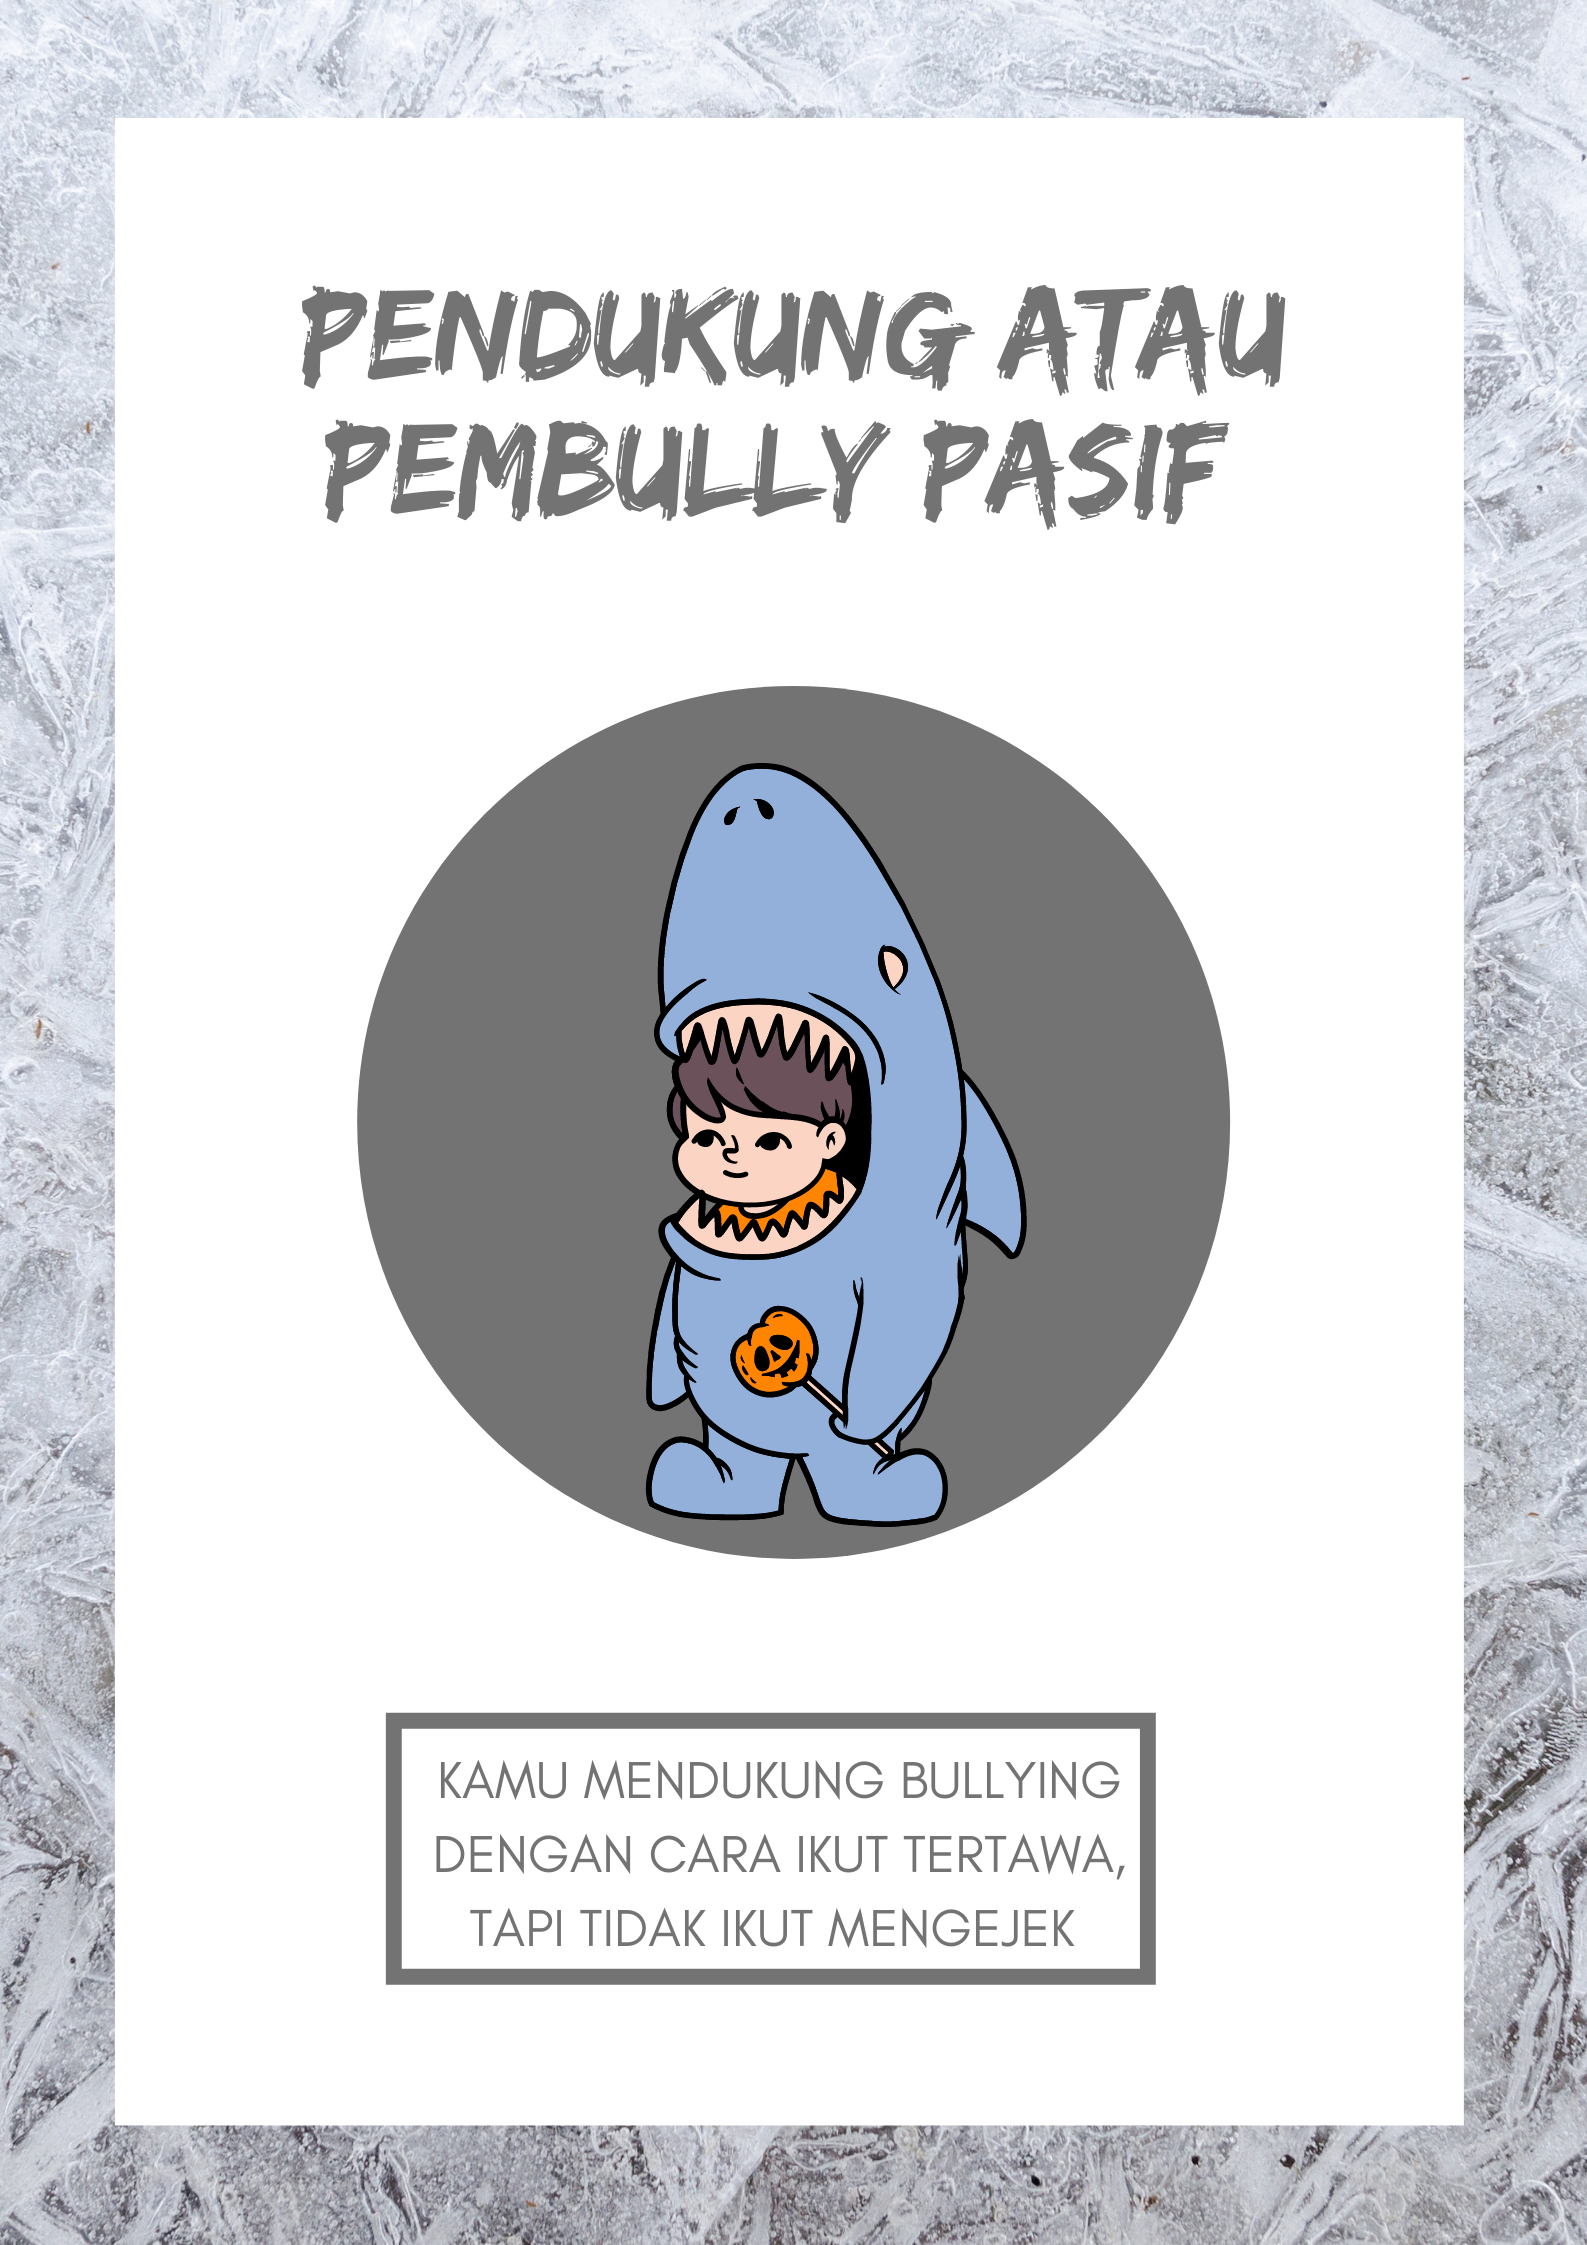 PENDUKUNG ATAU
PEMBULLY PASIF
KAMU MENDUKUNG BULLYING
DENGAN CARA IKUT TERTAWA,
TAPI TIDAK IKUT MENGEJEK